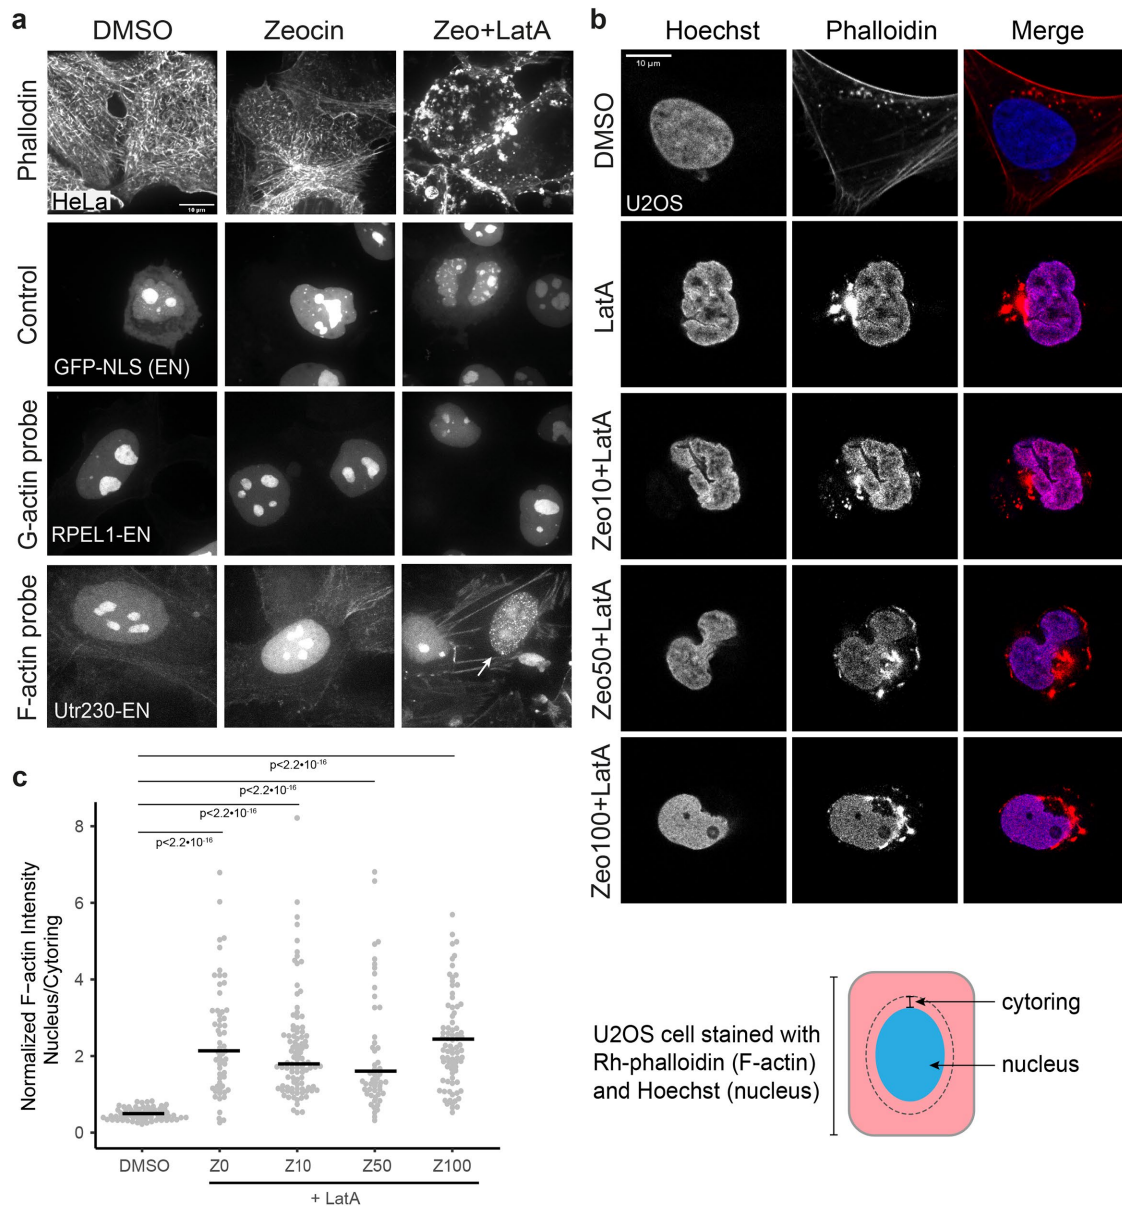 a
DMSO
Zeocin
Zeo+LatA
Phallodin
HeLa
10 µm
Control
GFP-NLS (EN)
G-actin probe
RPEL1-EN
F-actin probe
Utr230-EN
b
Hoechst
Phalloidin
Merge
DMSO
10 µm
U2OS
LatA
Zeo10+LatA
Zeo50+LatA
Zeo100+LatA
c
p<2.2•10-16
p<2.2•10-16
p<2.2•10-16
p<2.2•10-16
Normalized F−actin Intensity
Nucleus/Cytoring
8
6
4
2
0
DMSO
Z0
Z10
Z50
Z100
+ LatA
U2OS cell stained with
Rh-phalloidin (F-actin)
and Hoechst (nucleus)
cytoring
nucleus